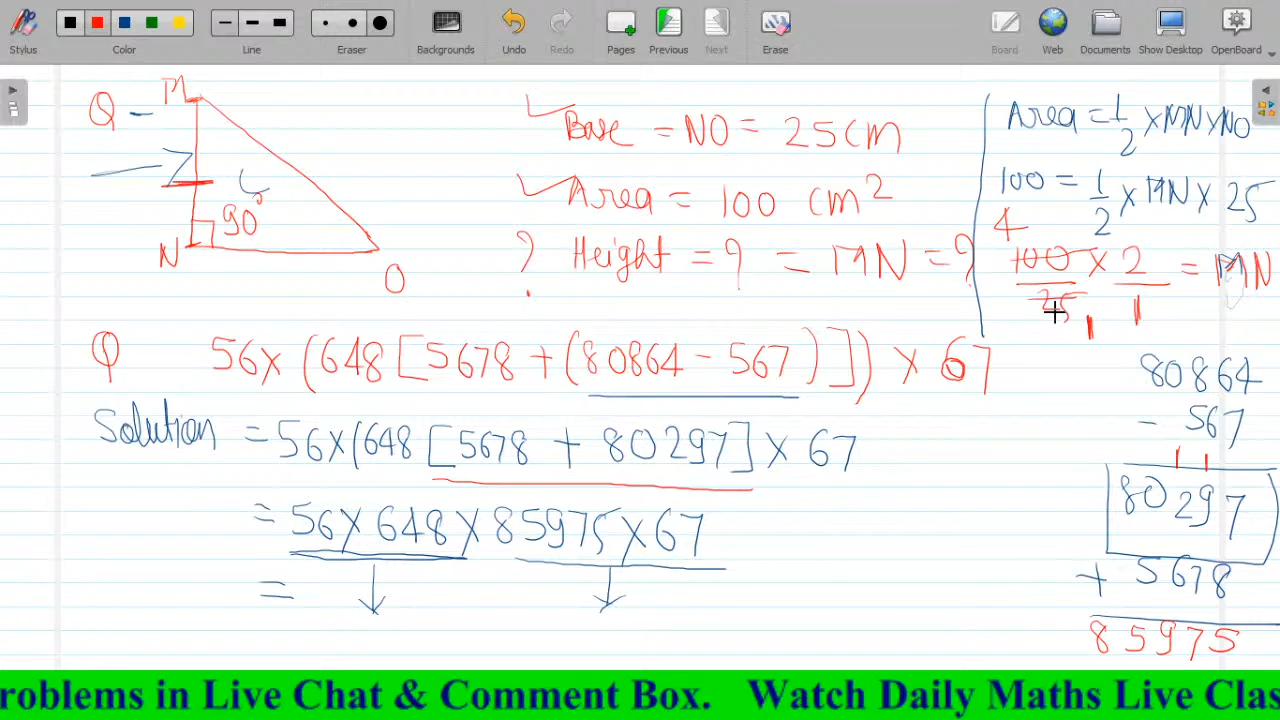 Stylus Color Line Eraser Backgrounds Undo Redo Pages Previous Next Erase Board Web Documents Show Desktop OpenBoard
Q - M
90°
N
O
Base = NO = 25cm
Area = 100 cm²
? Height = ? = MN = ?
Area = 1/2 × MN × NO
100 = 1/2 × MN × 25
4
100/25 × 2/1 = MN
1
Q 56×(648[5678+(80864-567)])×67
Solution = 56×(648[5678 + 80297]×67
= 56×648×85975×67
=
80864
- 567
80297
+ 5678
85975
roblems in Live Chat & Comment Box. Watch Daily Maths Live Clas